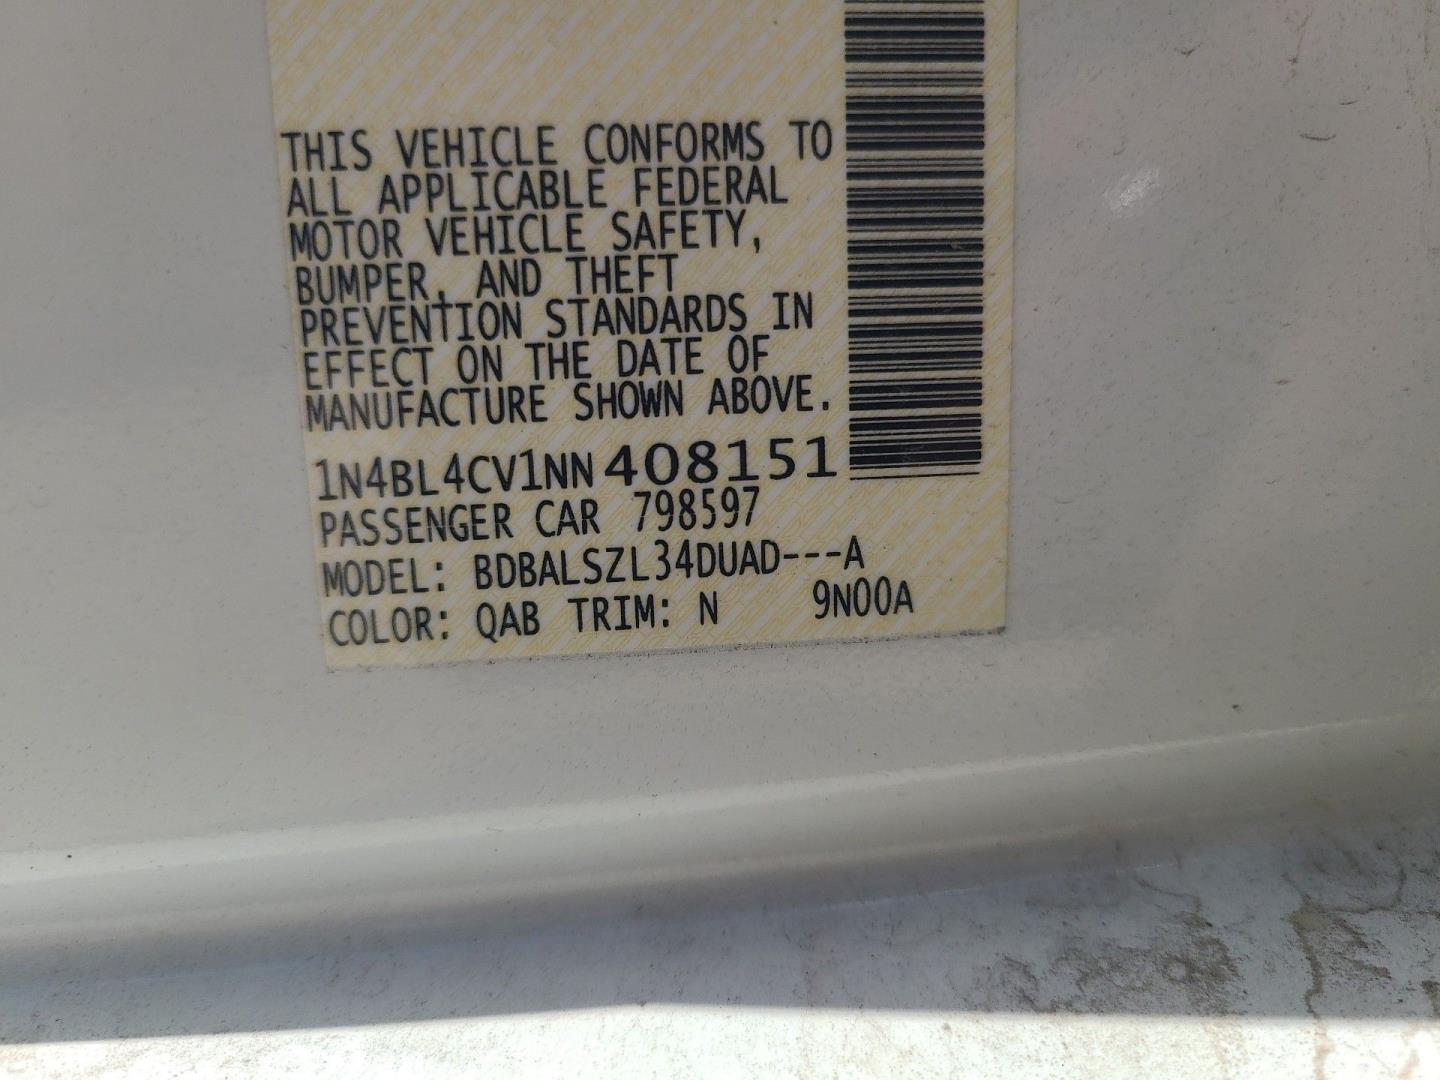 THIS VEHICLE CONFORMS TO
ALL APPLICABLE FEDERAL
MOTOR VEHICLE SAFETY,
BUMPER, AND THEFT
PREVENTION STANDARDS IN
EFFECT ON THE DATE OF
MANUFACTURE SHOWN ABOVE.
1N4BL4CV1NN408151
PASSENGER CAR 798597
MODEL: BDBALSZL34DUAD---A
COLOR: QAB TRIM: N 9N00A